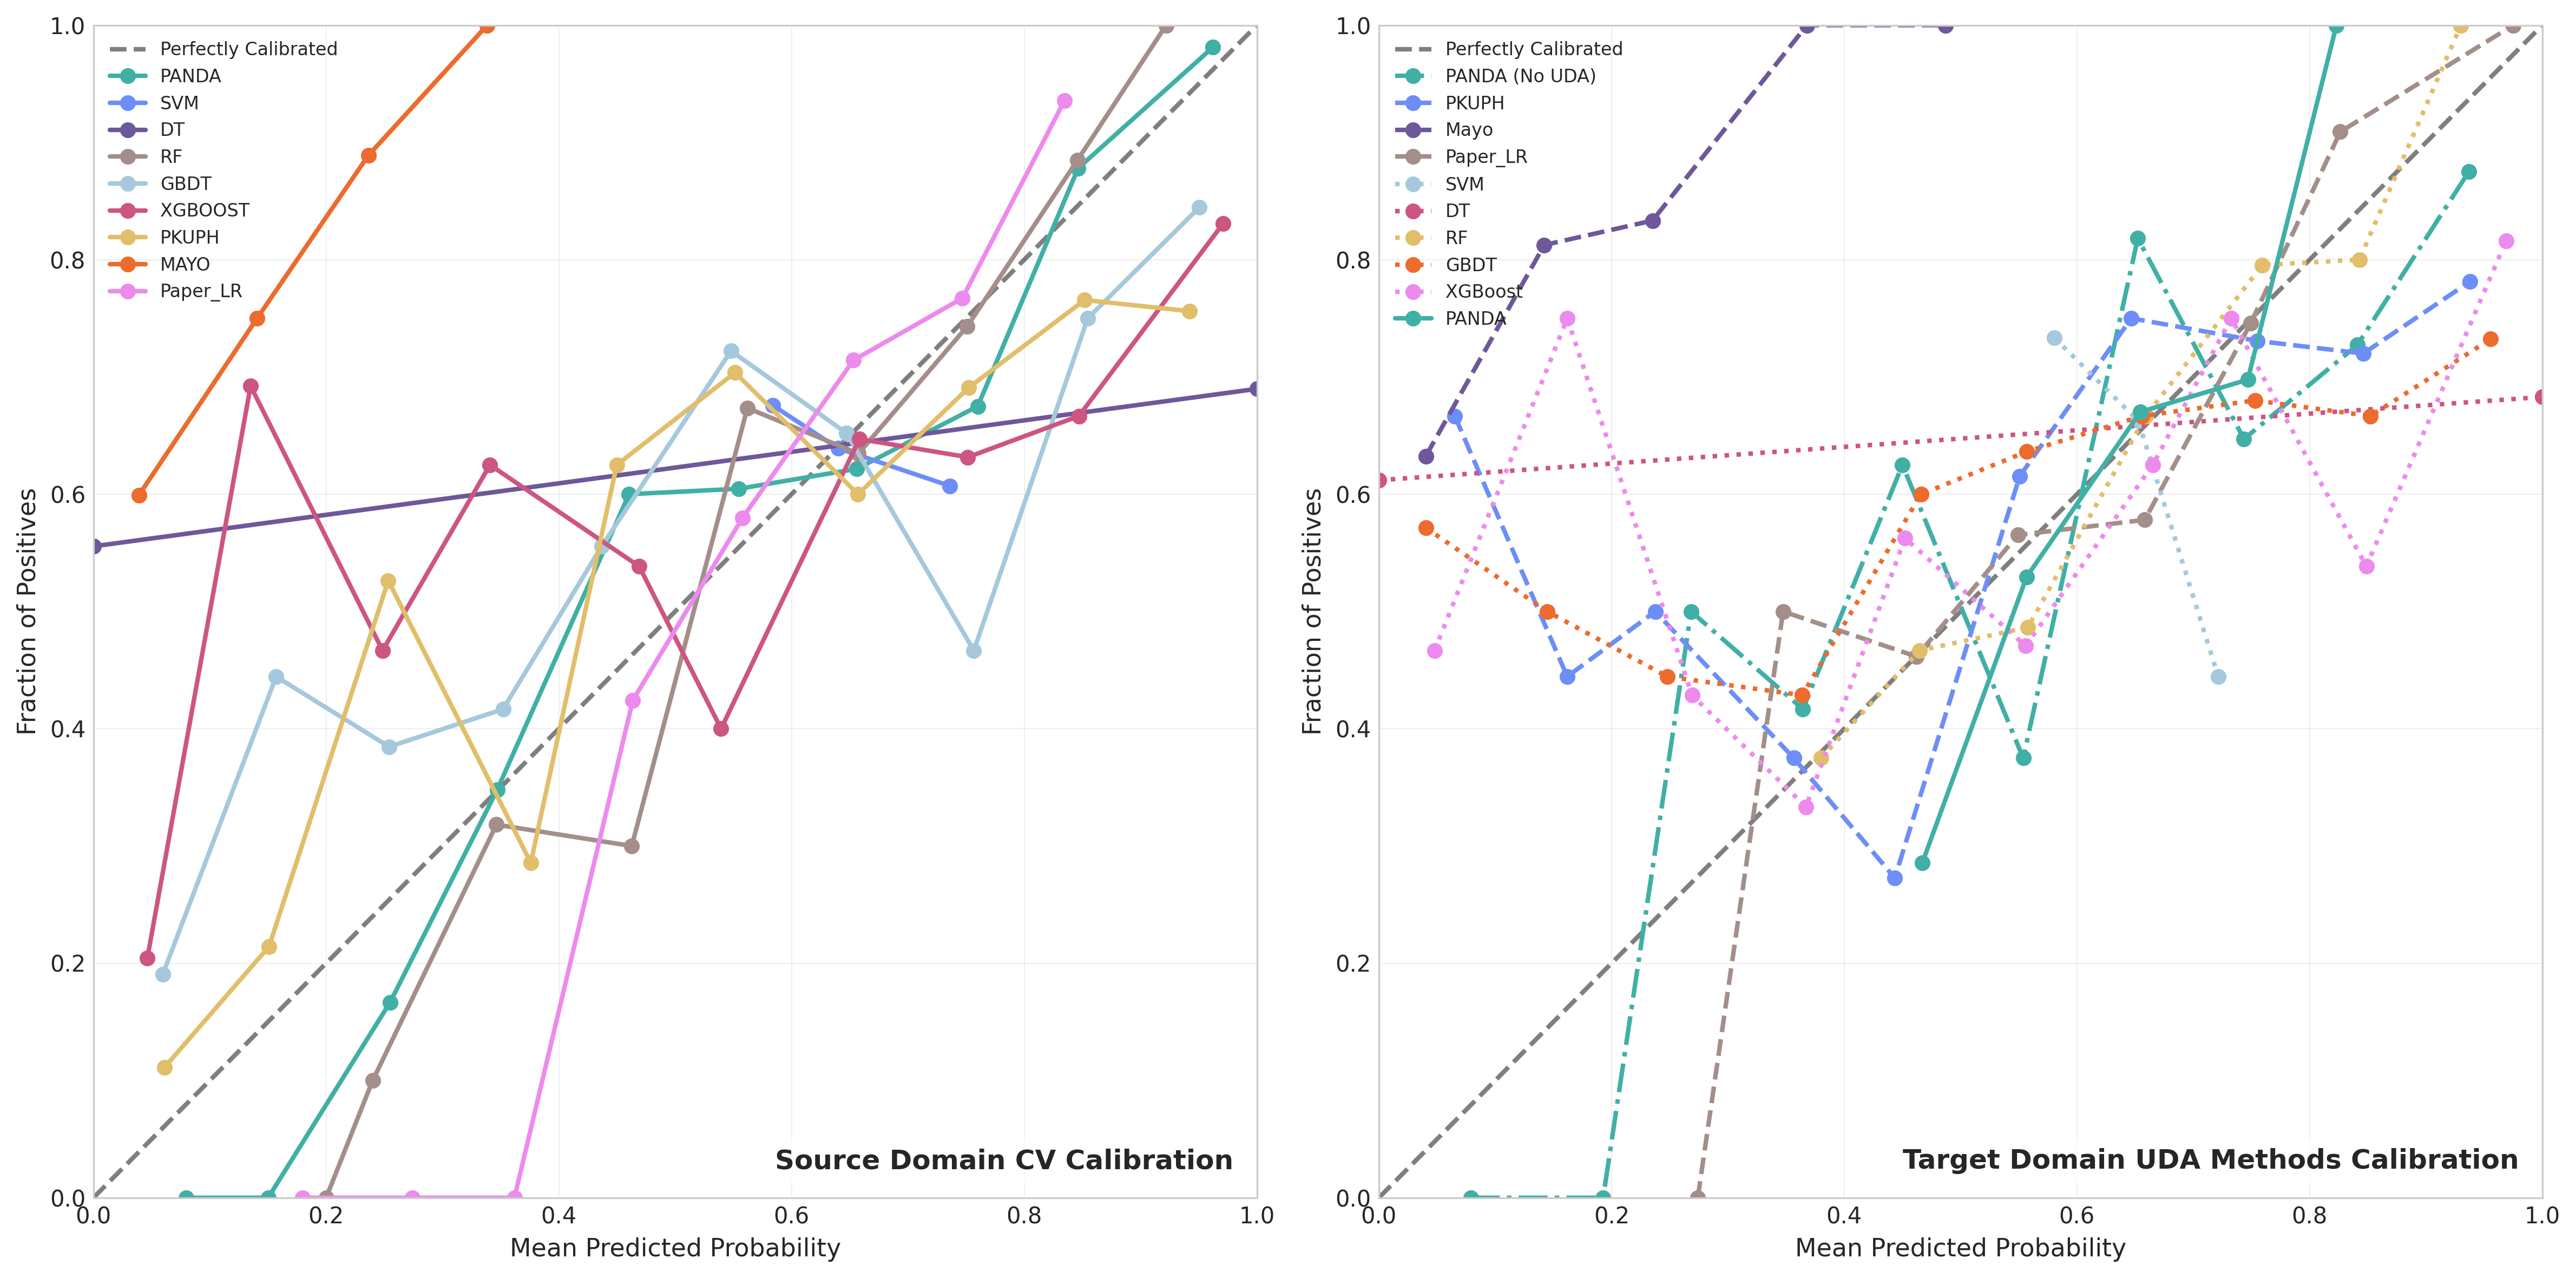 Perfectly Calibrated
PANDA
SVM
DT
RF
GBDT
XGBOOST
PKUPH
MAYO
Paper_LR
Fraction of Positives
1.0
0.8
0.6
0.4
0.2
0.0
0.0 0.2 0.4 0.6 0.8 1.0
Mean Predicted Probability
Source Domain CV Calibration
Perfectly Calibrated
PANDA (No UDA)
PKUPH
Mayo
Paper_LR
SVM
DT
RF
GBDT
XGBoost
PANDA
Fraction of Positives
1.0
0.8
0.6
0.4
0.2
0.0
0.0 0.2 0.4 0.6 0.8 1.0
Mean Predicted Probability
Target Domain UDA Methods Calibration